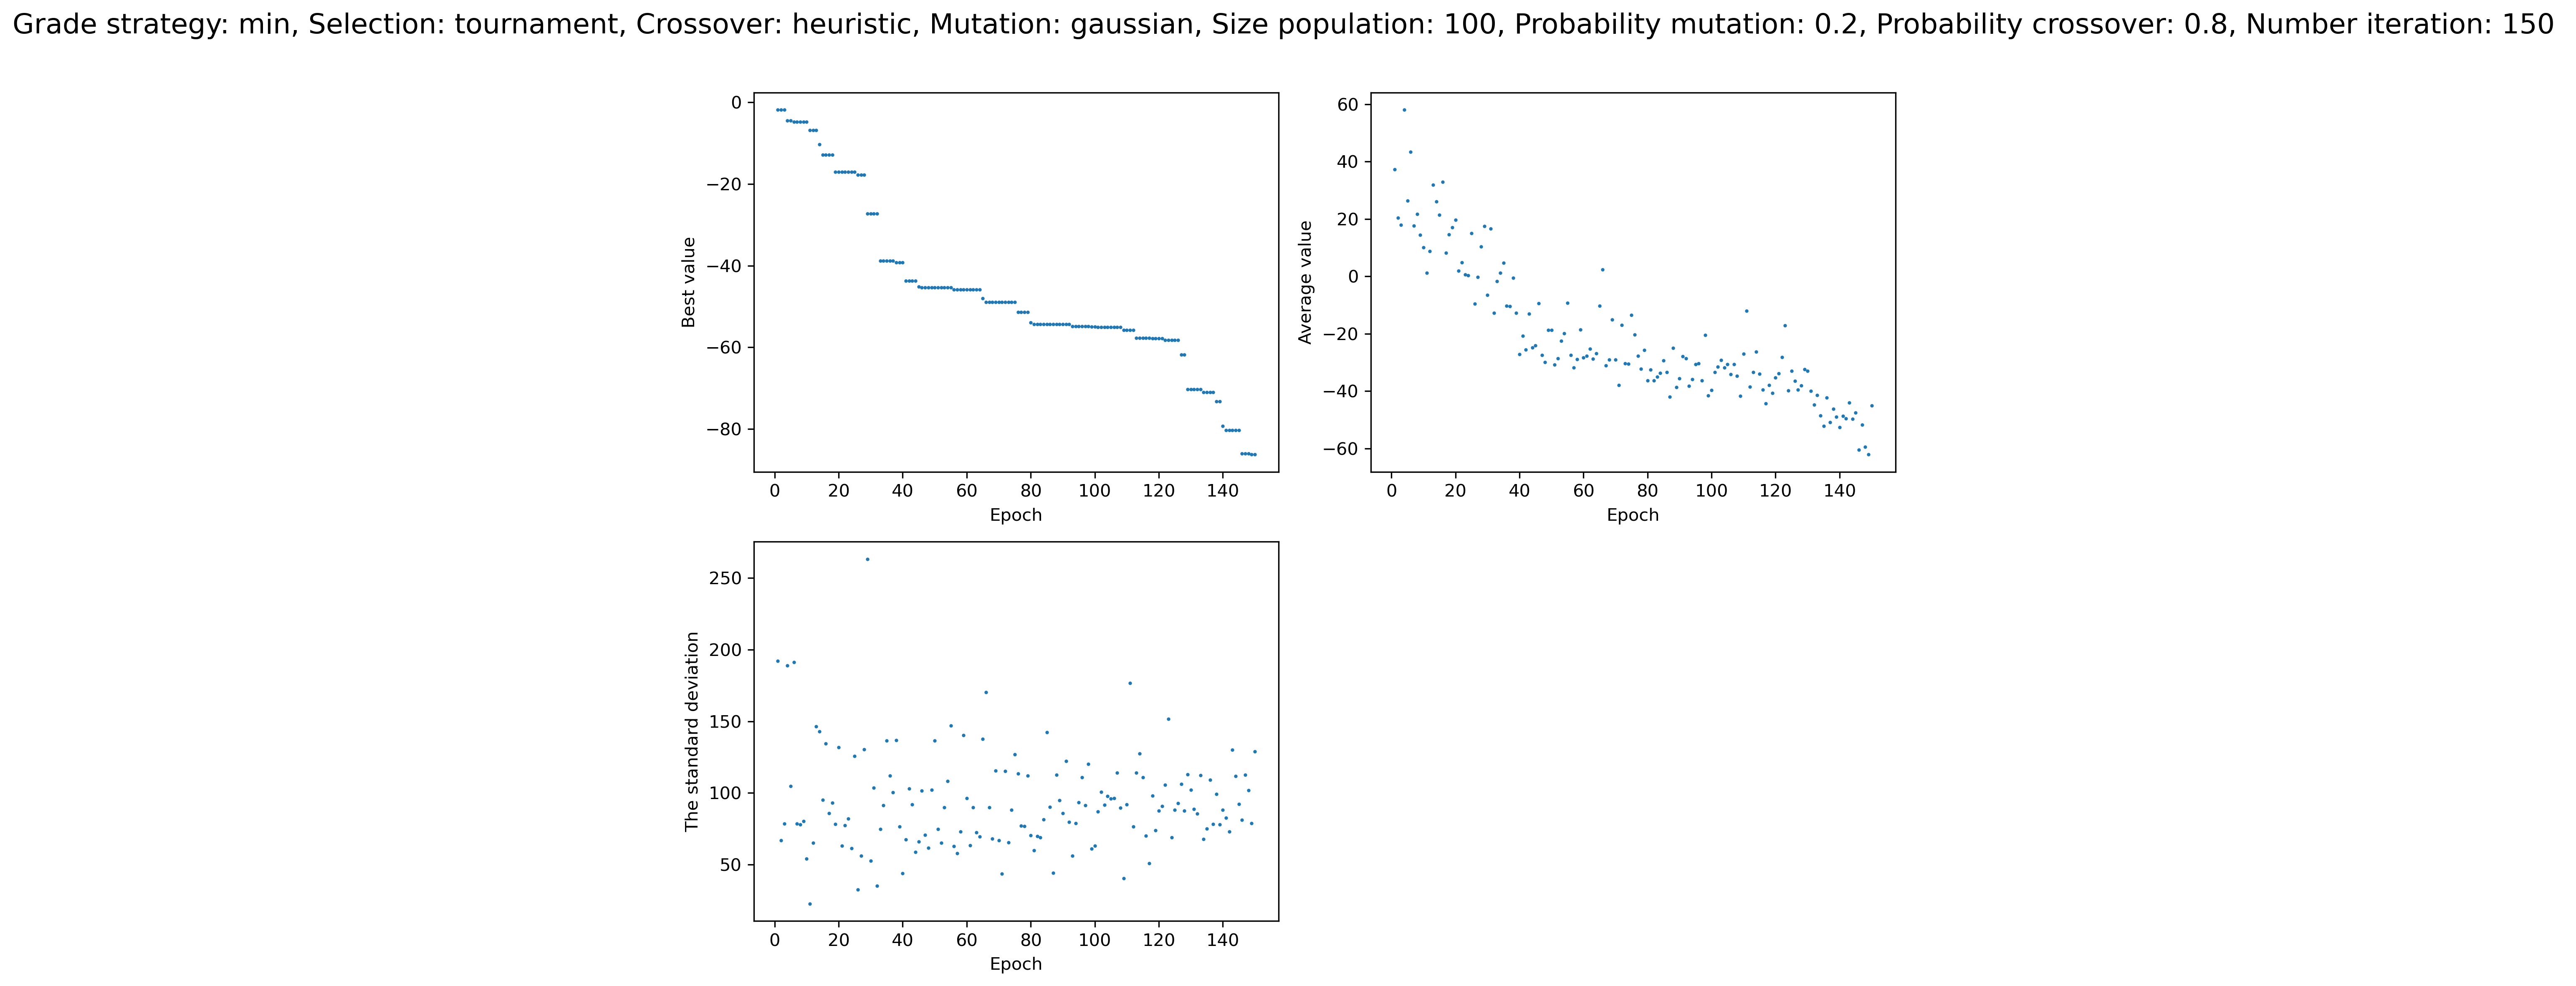 Grade strategy: min, Selection: tournament, Crossover: heuristic, Mutation: gaussian, Size population: 100, Probability mutation: 0.2, Probability crossover: 0.8, Number iteration: 150
0
−20
−40
−60
−80
Best value
0 20 40 60 80 100 120 140
Epoch
60
40
20
0
−20
−40
−60
Average value
0 20 40 60 80 100 120 140
Epoch
250
200
150
100
50
The standard deviation
0 20 40 60 80 100 120 140
Epoch